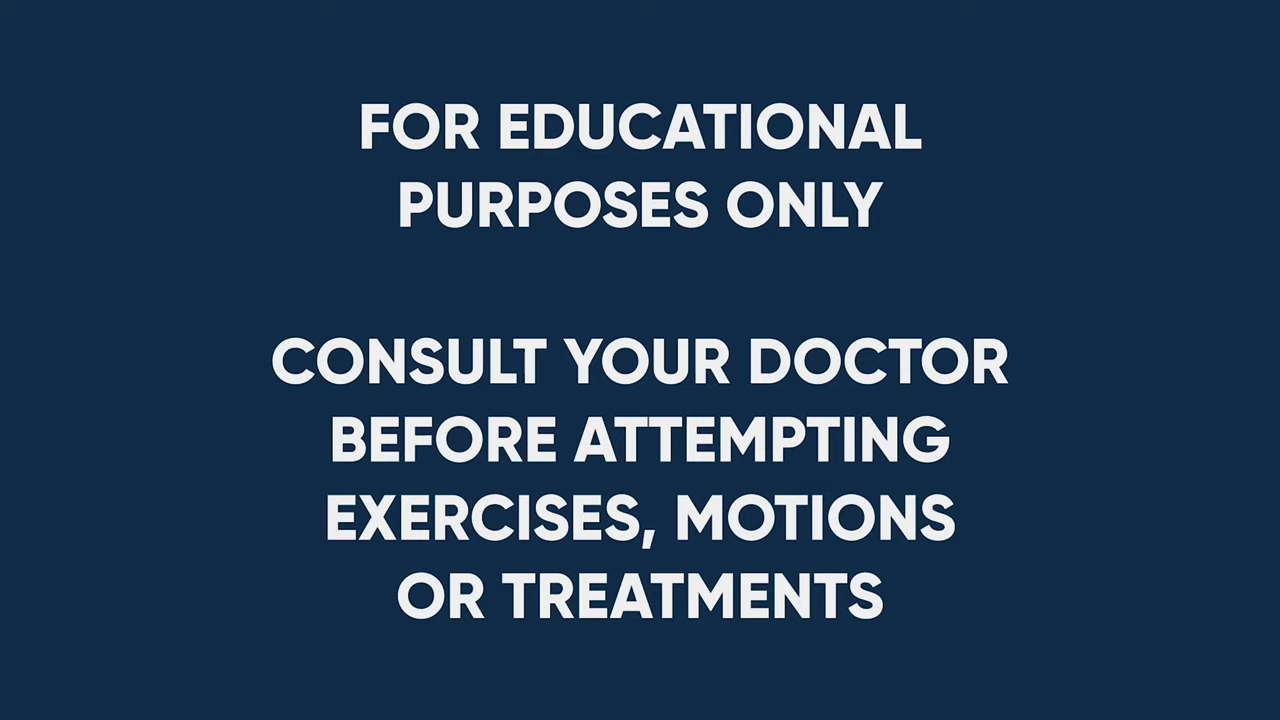 FOR EDUCATIONAL
PURPOSES ONLY
CONSULT YOUR DOCTOR
BEFORE ATTEMPTING
EXERCISES, MOTIONS
OR TREATMENTS